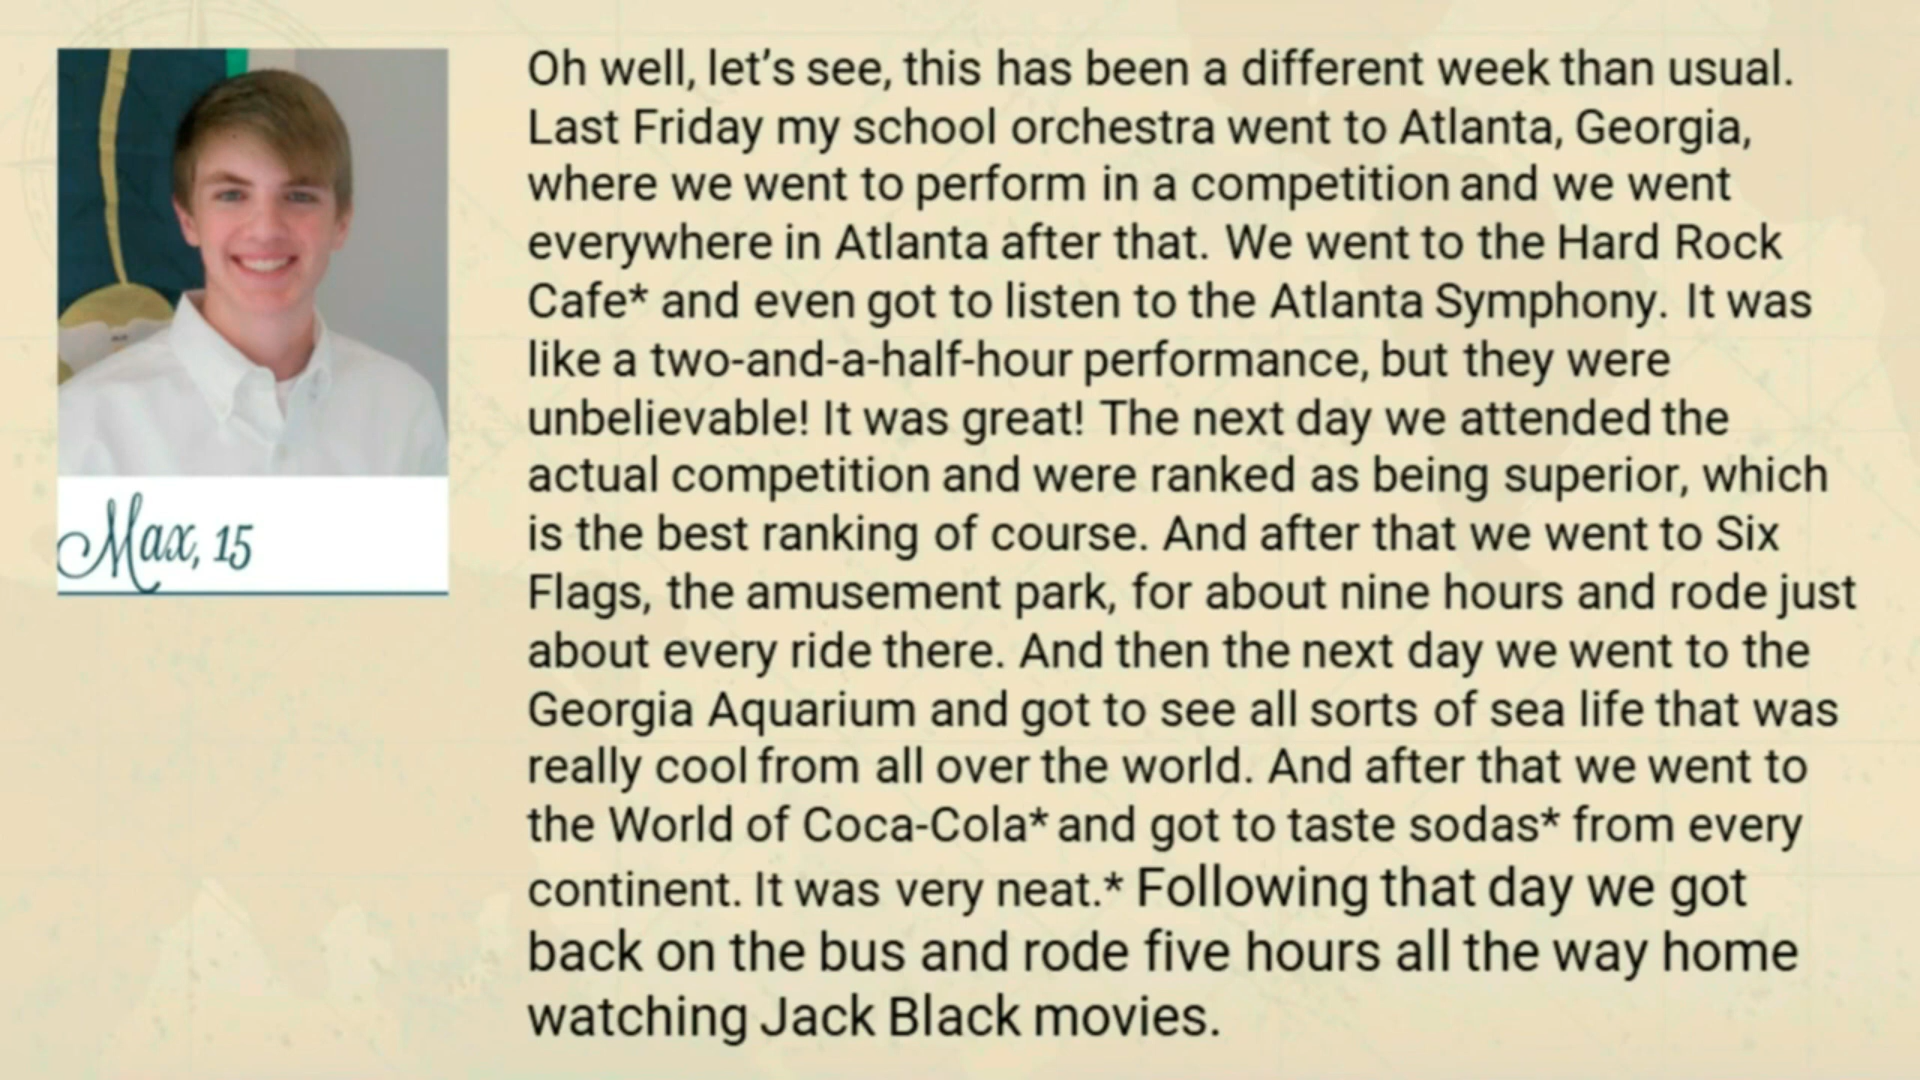 Oh well, let’s see, this has been a different week than usual.
Last Friday my school orchestra went to Atlanta, Georgia,
where we went to perform in a competition and we went
everywhere in Atlanta after that. We went to the Hard Rock
Cafe* and even got to listen to the Atlanta Symphony. It was
like a two-and-a-half-hour performance, but they were
unbelievable! It was great! The next day we attended the
actual competition and were ranked as being superior, which
is the best ranking of course. And after that we went to Six
Flags, the amusement park, for about nine hours and rode just
about every ride there. And then the next day we went to the
Georgia Aquarium and got to see all sorts of sea life that was
really cool from all over the world. And after that we went to
the World of Coca-Cola* and got to taste sodas* from every
continent. It was very neat.* Following that day we got
back on the bus and rode five hours all the way home
watching Jack Black movies.
Max, 15